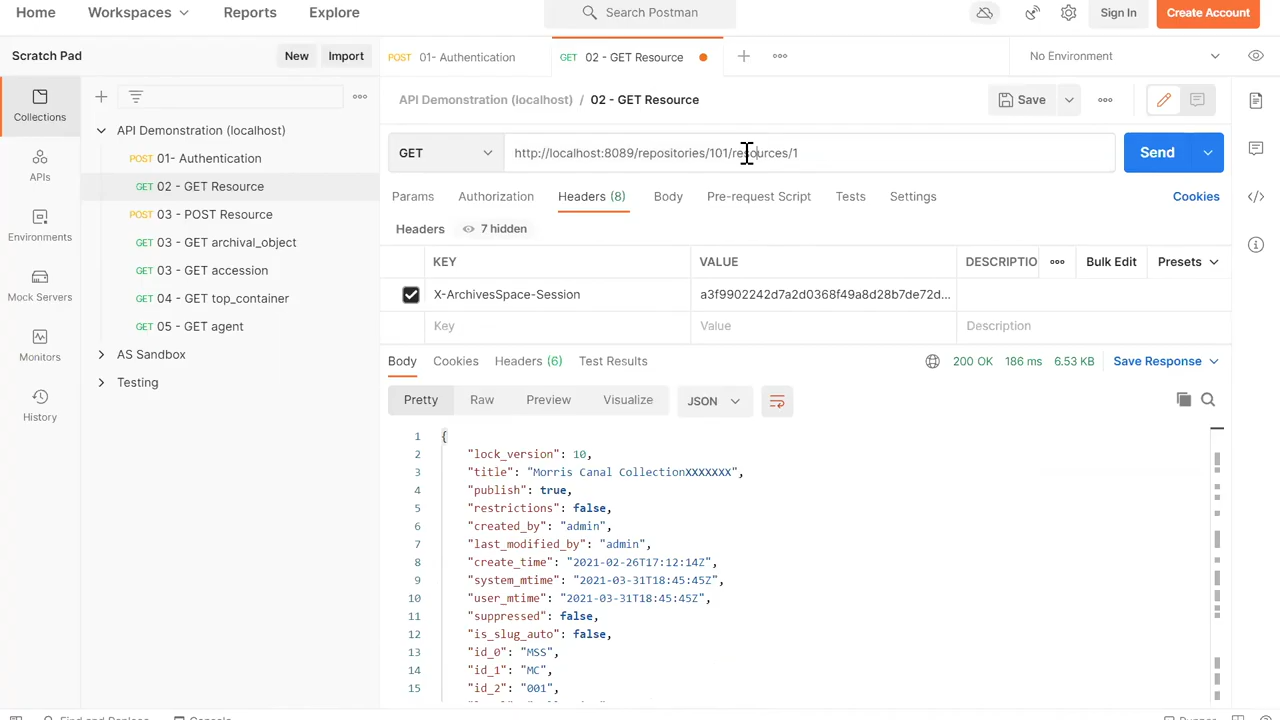 Home Workspaces Reports Explore Search Postman Sign In Create Account
Scratch Pad New Import POST 01- Authentication GET 02 - GET Resource No Environment
Collections
API Demonstration (localhost) / 02 - GET Resource Save
API Demonstration (localhost)
POST 01- Authentication
GET 02 - GET Resource
POST 03 - POST Resource
GET 03 - GET archival_object
GET 03 - GET accession
GET 04 - GET top_container
GET 05 - GET agent
AS Sandbox
Testing
APIs
Environments
Mock Servers
Monitors
History
GET http://localhost:8089/repositories/101/resources/1 Send
Params Authorization Headers (8) Body Pre-request Script Tests Settings Cookies
Headers 7 hidden
KEY VALUE DESCRIPTIO Bulk Edit Presets
X-ArchivesSpace-Session a3f9902242d7a2d0368f49a8d28b7de72d...
Key Value Description
Body Cookies Headers (6) Test Results 200 OK 186 ms 6.53 KB Save Response
Pretty Raw Preview Visualize JSON
1 {
2 "lock_version": 10,
3 "title": "Morris Canal CollectionXXXXXXX",
4 "publish": true,
5 "restrictions": false,
6 "created_by": "admin",
7 "last_modified_by": "admin",
8 "create_time": "2021-02-26T17:12:14Z",
9 "system_mtime": "2021-03-31T18:45:45Z",
10 "user_mtime": "2021-03-31T18:45:45Z",
11 "suppressed": false,
12 "is_slug_auto": false,
13 "id_0": "MSS",
14 "id_1": "MC",
15 "id_2": "001",
Find and Replace Console Runner